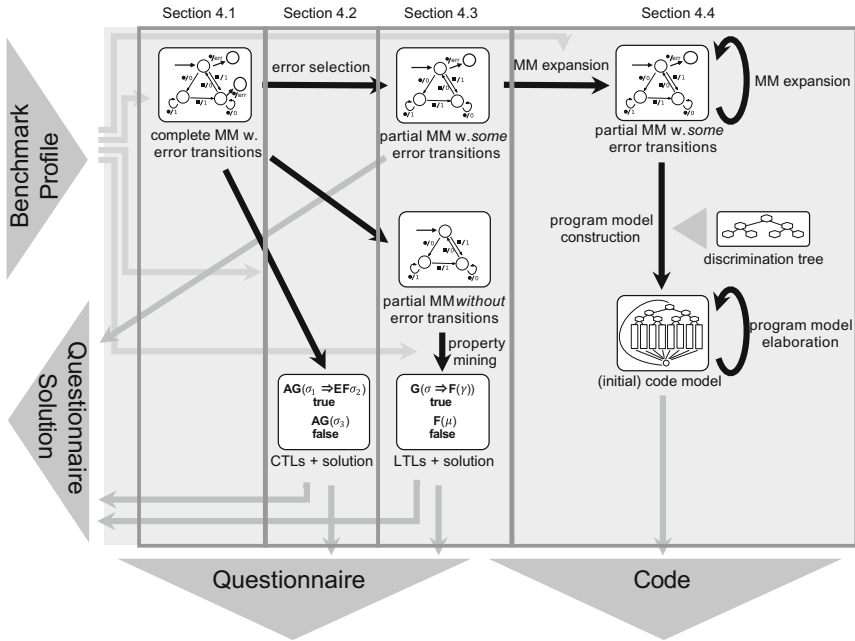 Section 4.1
Section 4.2
Section 4.3
Section 4.4
error selection
MM expansion
MM expansion
complete MM w.
error transitions
partial MM w.some
error transitions
partial MM w.some
error transitions
Benchmark
Profile
program model
construction
discrimination tree
partial MMwithout
error transitions
property
mining
program model
elaboration
(initial) code model
Questionnaire
Solution
AG(σ₁ ⇒EFσ₂)
true
AG(σ₃)
false
G(σ ⇒F(γ))
true
F(μ)
false
CTLs + solution
LTLs + solution
Questionnaire
Code